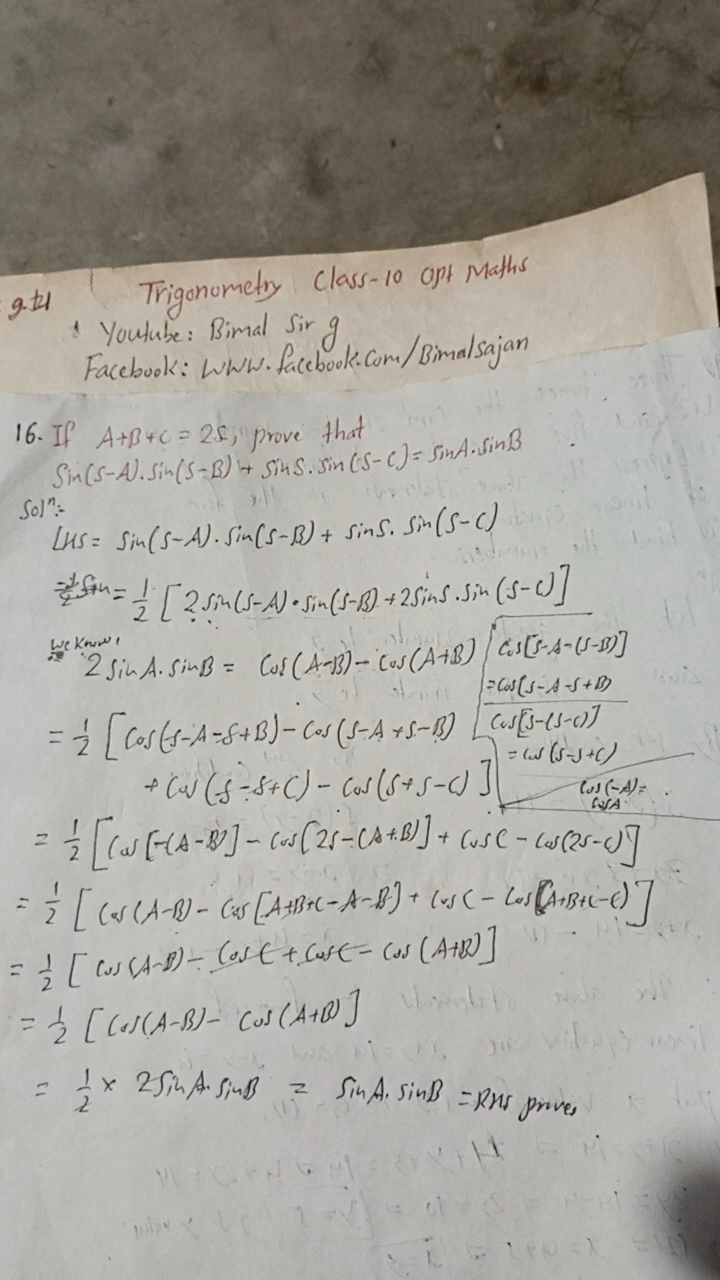 Trigonometry Class-10 Opt Maths
Youtube: Bimal Sir g
Facebook: WWW.facebook.Com/Bimalsajan
16. If A+B+C = 2S, prove that
Sin(S-A).Sin(S-B) + SinS.sin(S-C) = SinA.SinB
Solⁿ:-
LHS = Sin(S-A).Sin(S-B) + SinS. Sin(S-C)
= 1/2 [2Sin(S-A).Sin(S-B) + 2SinS.Sin(S-C)]
We Know,
2 SinA.SinB = Cos(A-B) - Cos(A+B)
Cos[S-A-(S-B)]
= Cos(S-A-S+B)
Cos[S-(S-C)]
= Cos(S-S+C)
Cos(-A)=
CosA
= 1/2 [Cos(S-A-S+B) - Cos(S-A+S-B)
+ Cos(S-S+C) - Cos(S+S-C)]
= 1/2 [Cos[-(A-B)] - Cos[2S-(A+B)] + CosC - Cos(2S-C)]
= 1/2 [Cos(A-B) - Cos[A+B+C-A-B] + CosC - Cos(A+B+C-C)]
= 1/2 [Cos(A-B) - CosC + CosC - Cos(A+B)]
= 1/2 [Cos(A-B) - Cos(A+B)]
= 1/2 × 2SinA.SinB = SinA.SinB = RHS